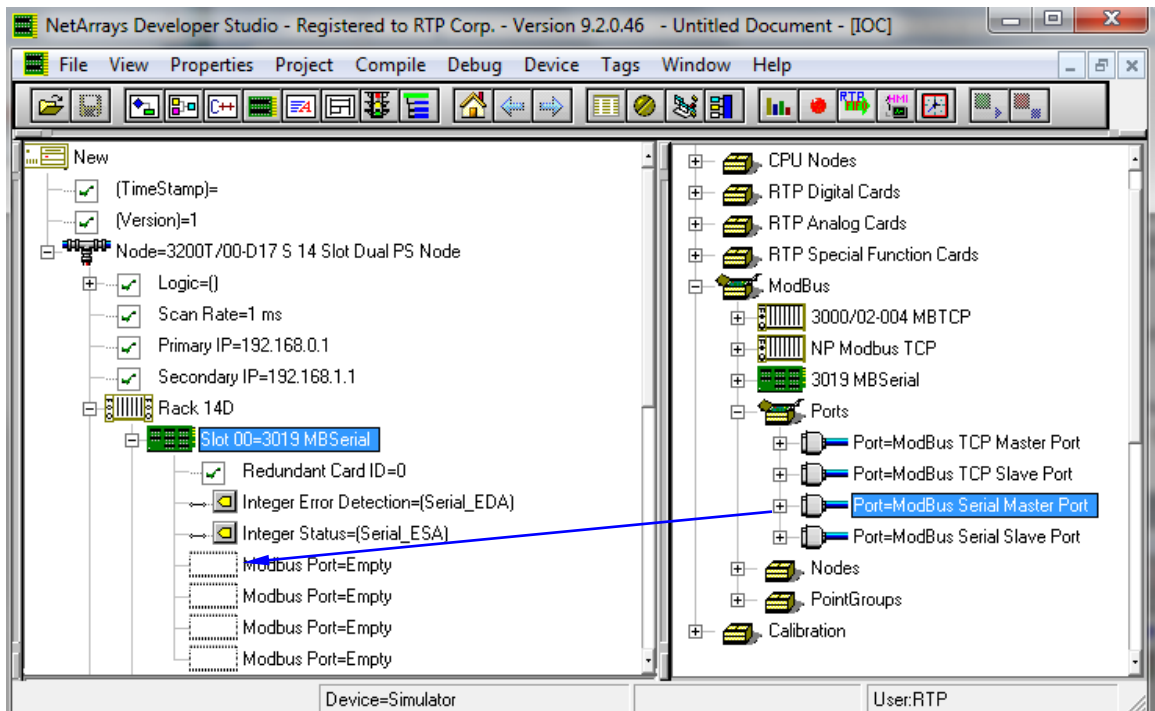 NetArrays Developer Studio - Registered to RTP Corp. - Version 9.2.0.46 - Untitled Document - [IOC]
File View Properties Project Compile Debug Device Tags Window Help
C++
RTP
HMI
New
(TimeStamp)=
(Version)=1
Node=3200T/00-D17 S 14 Slot Dual PS Node
Logic=()
Scan Rate=1 ms
Primary IP=192.168.0.1
Secondary IP=192.168.1.1
Rack 14D
Slot 00=3019 MBSerial
Redundant Card ID=0
Integer Error Detection=(Serial_EDA)
Integer Status=(Serial_ESA)
Modbus Port=Empty
Modbus Port=Empty
Modbus Port=Empty
Modbus Port=Empty
CPU Nodes
RTP Digital Cards
RTP Analog Cards
RTP Special Function Cards
ModBus
3000/02-004 MBTCP
NP Modbus TCP
3019 MBSerial
Ports
Port=ModBus TCP Master Port
Port=ModBus TCP Slave Port
Port=ModBus Serial Master Port
Port=ModBus Serial Slave Port
Nodes
PointGroups
Calibration
Device=Simulator
User:RTP